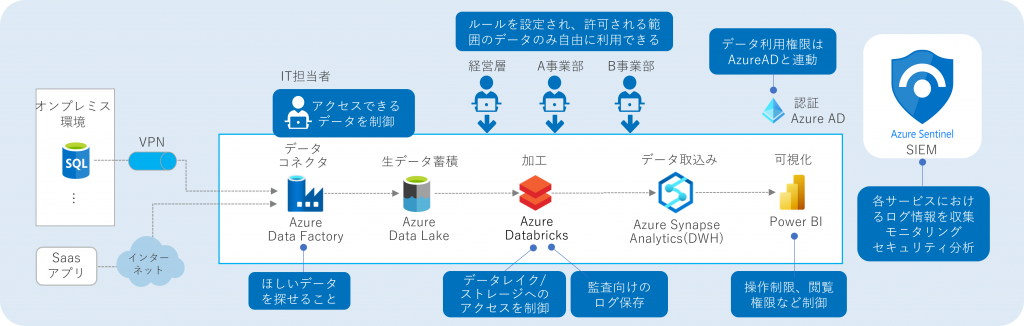 ルールを設定され、許可される範
囲のデータのみ自由に利用できる
データ利用権限は
AzureADと連動
IT担当者
経営層
A事業部
B事業部
アクセスできる
データを制御
認証
Azure AD
Azure Sentinel
SIEM
オンプレミス
環境
SQL
⋮
VPN
データ
コネクタ
生データ蓄積
加工
データ取込み
可視化
Azure
Data Factory
Azure
Data Lake
Azure
Databricks
Azure Synapse
Analytics(DWH)
Power BI
各サービスにおけ
るログ情報を収集
モニタリング
セキュリティ分析
Saas
アプリ
インター
ネット
ほしいデータ
を探せること
データレイク/
ストレージへの
アクセスを制御
監査向けの
ログ保存
操作制限、閲覧
権限など制御